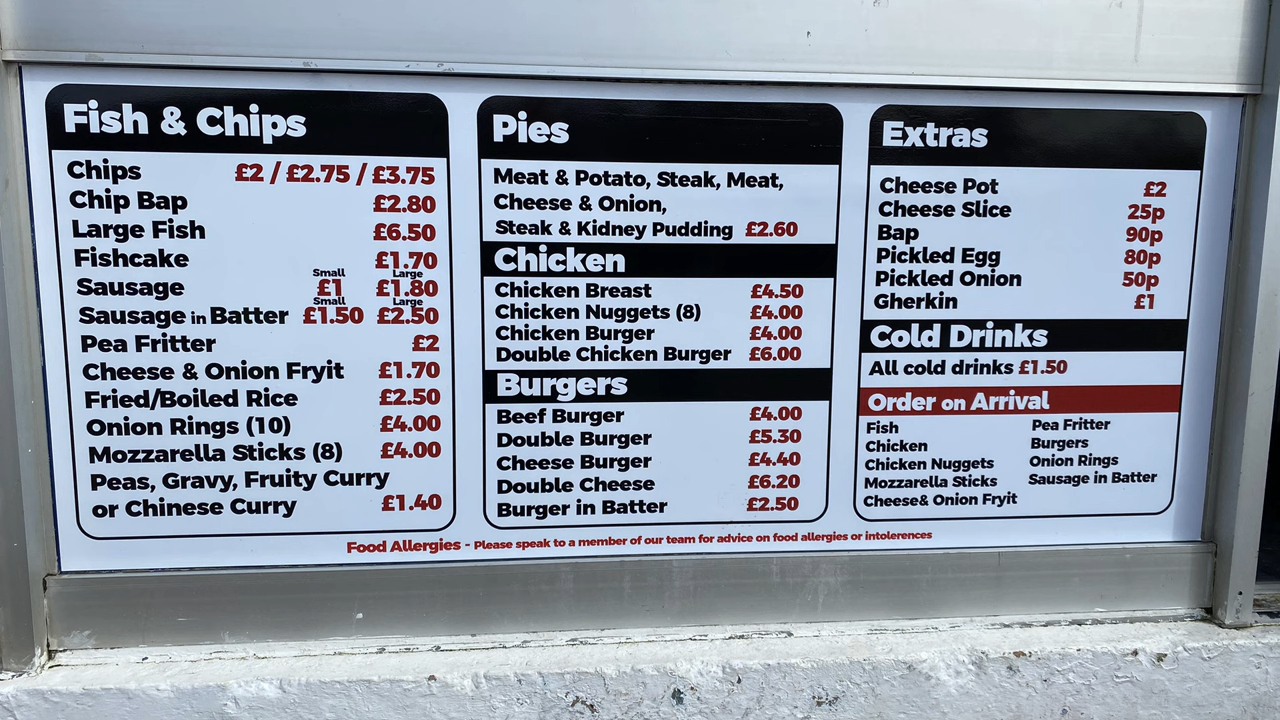 Fish & Chips
Chips £2 / £2.75 / £3.75
Chip Bap £2.80
Large Fish £6.50
Fishcake £1.70
Small Large
Sausage £1 £1.80
Small Large
Sausage in Batter £1.50 £2.50
Pea Fritter £2
Cheese & Onion Fryit £1.70
Fried/Boiled Rice £2.50
Onion Rings (10) £4.00
Mozzarella Sticks (8) £4.00
Peas, Gravy, Fruity Curry
or Chinese Curry £1.40
Pies
Meat & Potato, Steak, Meat,
Cheese & Onion,
Steak & Kidney Pudding £2.60
Chicken
Chicken Breast £4.50
Chicken Nuggets (8) £4.00
Chicken Burger £4.00
Double Chicken Burger £6.00
Burgers
Beef Burger £4.00
Double Burger £5.30
Cheese Burger £4.40
Double Cheese £6.20
Burger in Batter £2.50
Extras
Cheese Pot £2
Cheese Slice 25p
Bap 90p
Pickled Egg 80p
Pickled Onion 50p
Gherkin £1
Cold Drinks
All cold drinks £1.50
Order on Arrival
Fish
Chicken
Chicken Nuggets
Mozzarella Sticks
Cheese& Onion Fryit
Pea Fritter
Burgers
Onion Rings
Sausage in Batter
Food Allergies - Please speak to a member of our team for advice on food allergies or intolerences